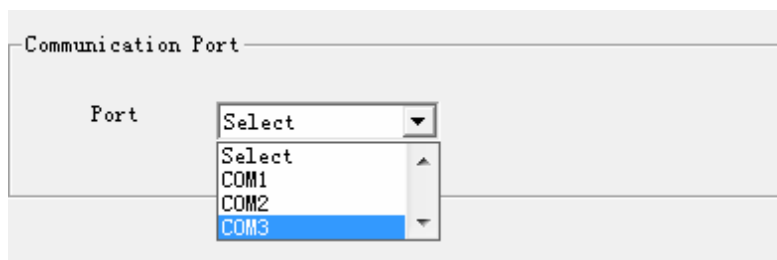 Communication Port
Port
Select
Select
COM1
COM2
COM3